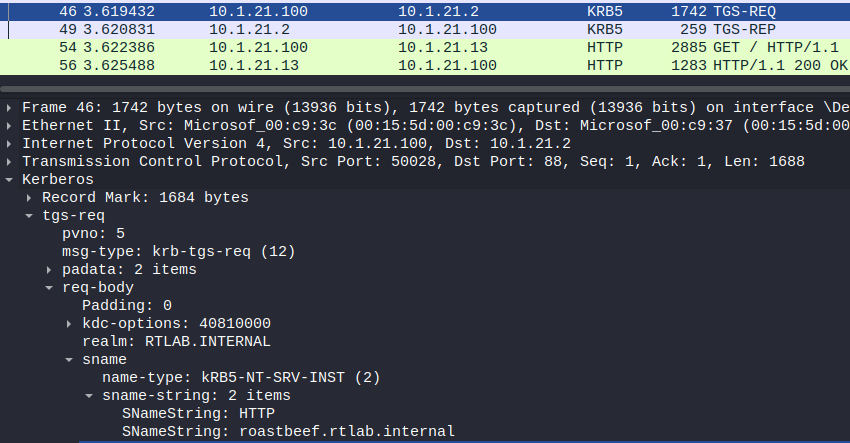 46 3.619432 10.1.21.100 10.1.21.2 KRB5 1742 TGS-REQ
49 3.620831 10.1.21.2 10.1.21.100 KRB5 259 TGS-REP
54 3.622386 10.1.21.100 10.1.21.13 HTTP 2885 GET / HTTP/1.1
56 3.625488 10.1.21.13 10.1.21.100 HTTP 1283 HTTP/1.1 200 OK
Frame 46: 1742 bytes on wire (13936 bits), 1742 bytes captured (13936 bits) on interface \De
Ethernet II, Src: Microsof_00:c9:3c (00:15:5d:00:c9:3c), Dst: Microsof_00:c9:37 (00:15:5d:00
Internet Protocol Version 4, Src: 10.1.21.100, Dst: 10.1.21.2
Transmission Control Protocol, Src Port: 50028, Dst Port: 88, Seq: 1, Ack: 1, Len: 1688
Kerberos
Record Mark: 1684 bytes
tgs-req
pvno: 5
msg-type: krb-tgs-req (12)
padata: 2 items
req-body
Padding: 0
kdc-options: 40810000
realm: RTLAB.INTERNAL
sname
name-type: kRB5-NT-SRV-INST (2)
sname-string: 2 items
SNameString: HTTP
SNameString: roastbeef.rtlab.internal